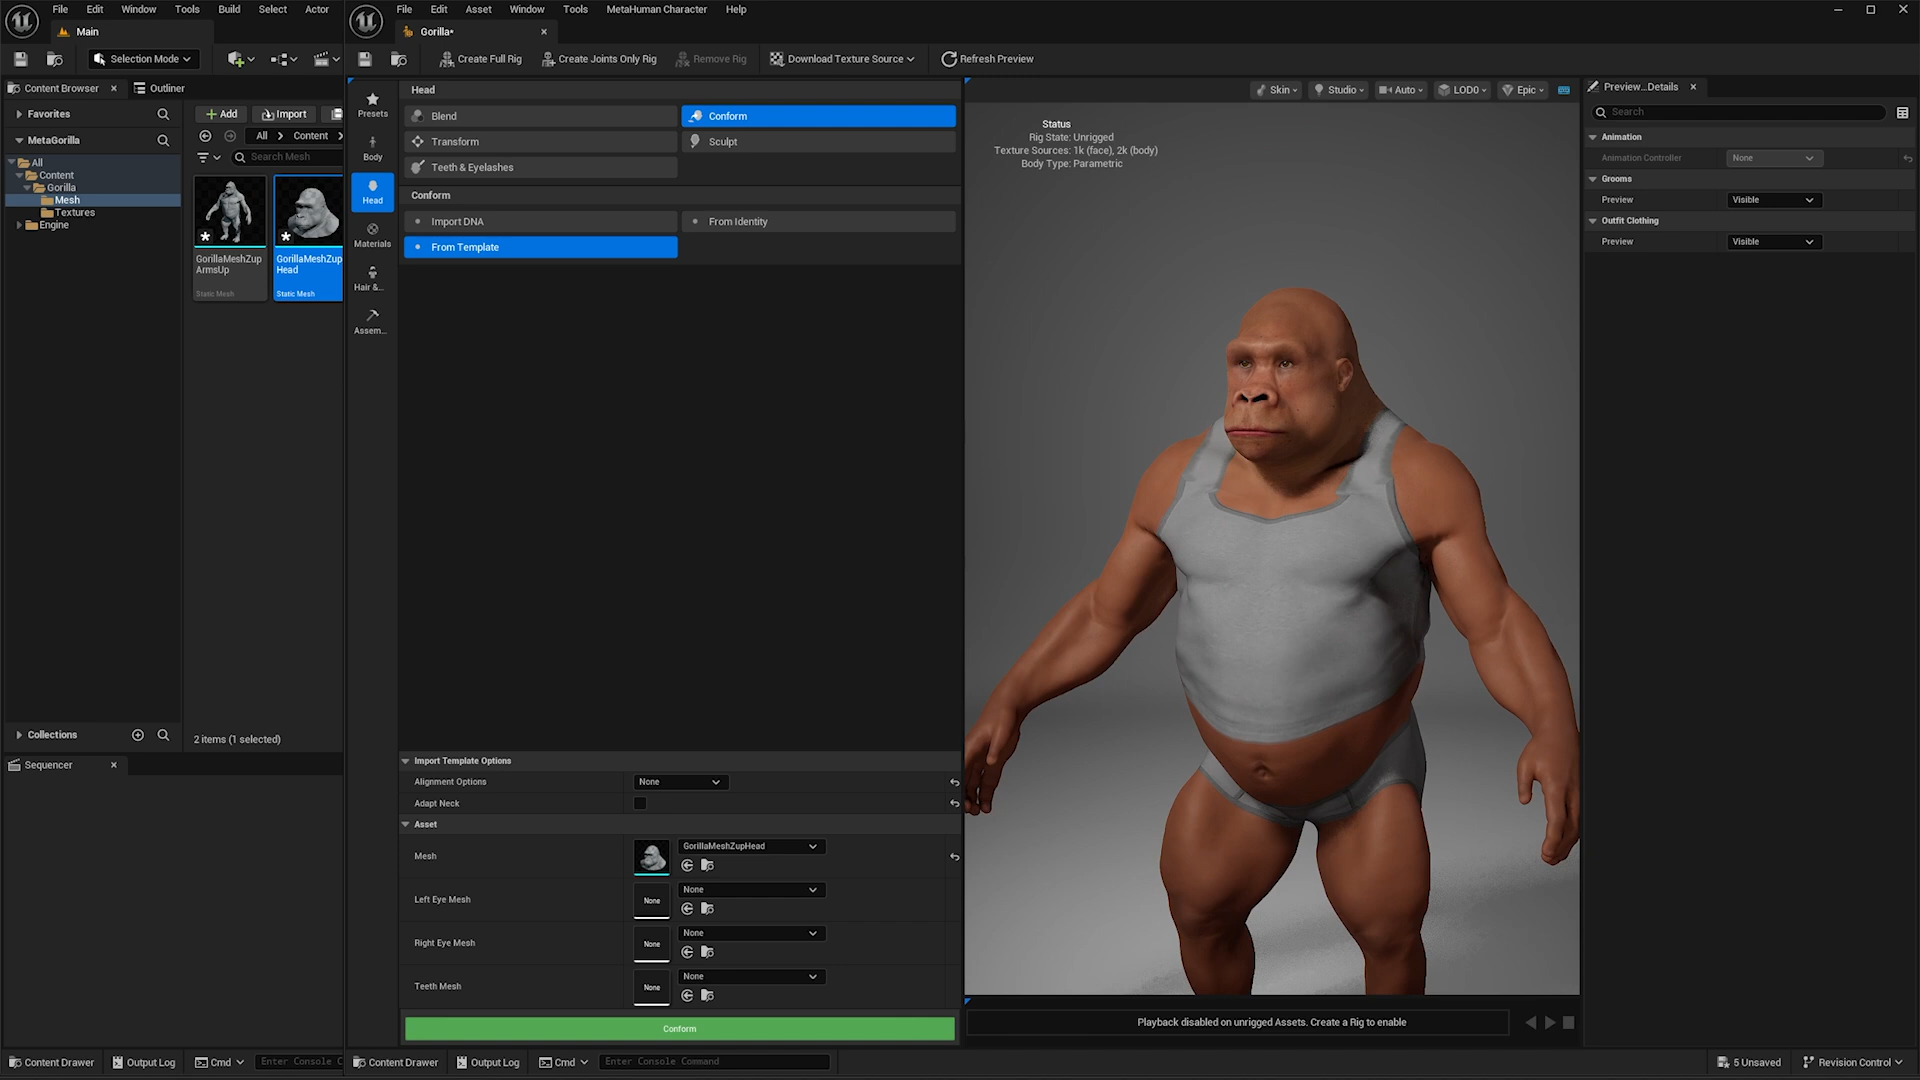 File Edit Window Tools Build Select Actor
File Edit Asset Window Tools MetaHuman Character Help
Main
Gorilla*
Selection Mode
Create Full Rig Create Joints Only Rig Remove Rig Download Texture Source Refresh Preview
Content Browser Outliner
Favorites
MetaGorilla
All
Content
Gorilla
Mesh
Textures
Engine
Add Import
All Content
Search Mesh
GorillaMeshZup
ArmsUp
Static Mesh
GorillaMeshZup
Head
Static Mesh
Collections
2 items (1 selected)
Sequencer
Presets
Body
Head
Materials
Hair &..
Assem...
Head
Blend Conform
Transform Sculpt
Teeth & Eyelashes
Conform
Import DNA From Identity
From Template
Import Template Options
Alignment Options None
Adapt Neck
Asset
Mesh GorillaMeshZupHead
Left Eye Mesh None None
Right Eye Mesh None None
Teeth Mesh None None
Conform
Skin Studio Auto LOD0 Epic
Status
Rig State: Unrigged
Texture Sources: 1k (face), 2k (body)
Body Type: Parametric
Playback disabled on unrigged Assets. Create a Rig to enable
Preview...Details
Search
Animation
Animation Controller None
Grooms
Preview Visible
Outfit Clothing
Preview Visible
Content Drawer Output Log Cmd Enter Console C
Content Drawer Output Log Cmd Enter Console Command
5 Unsaved Revision Control